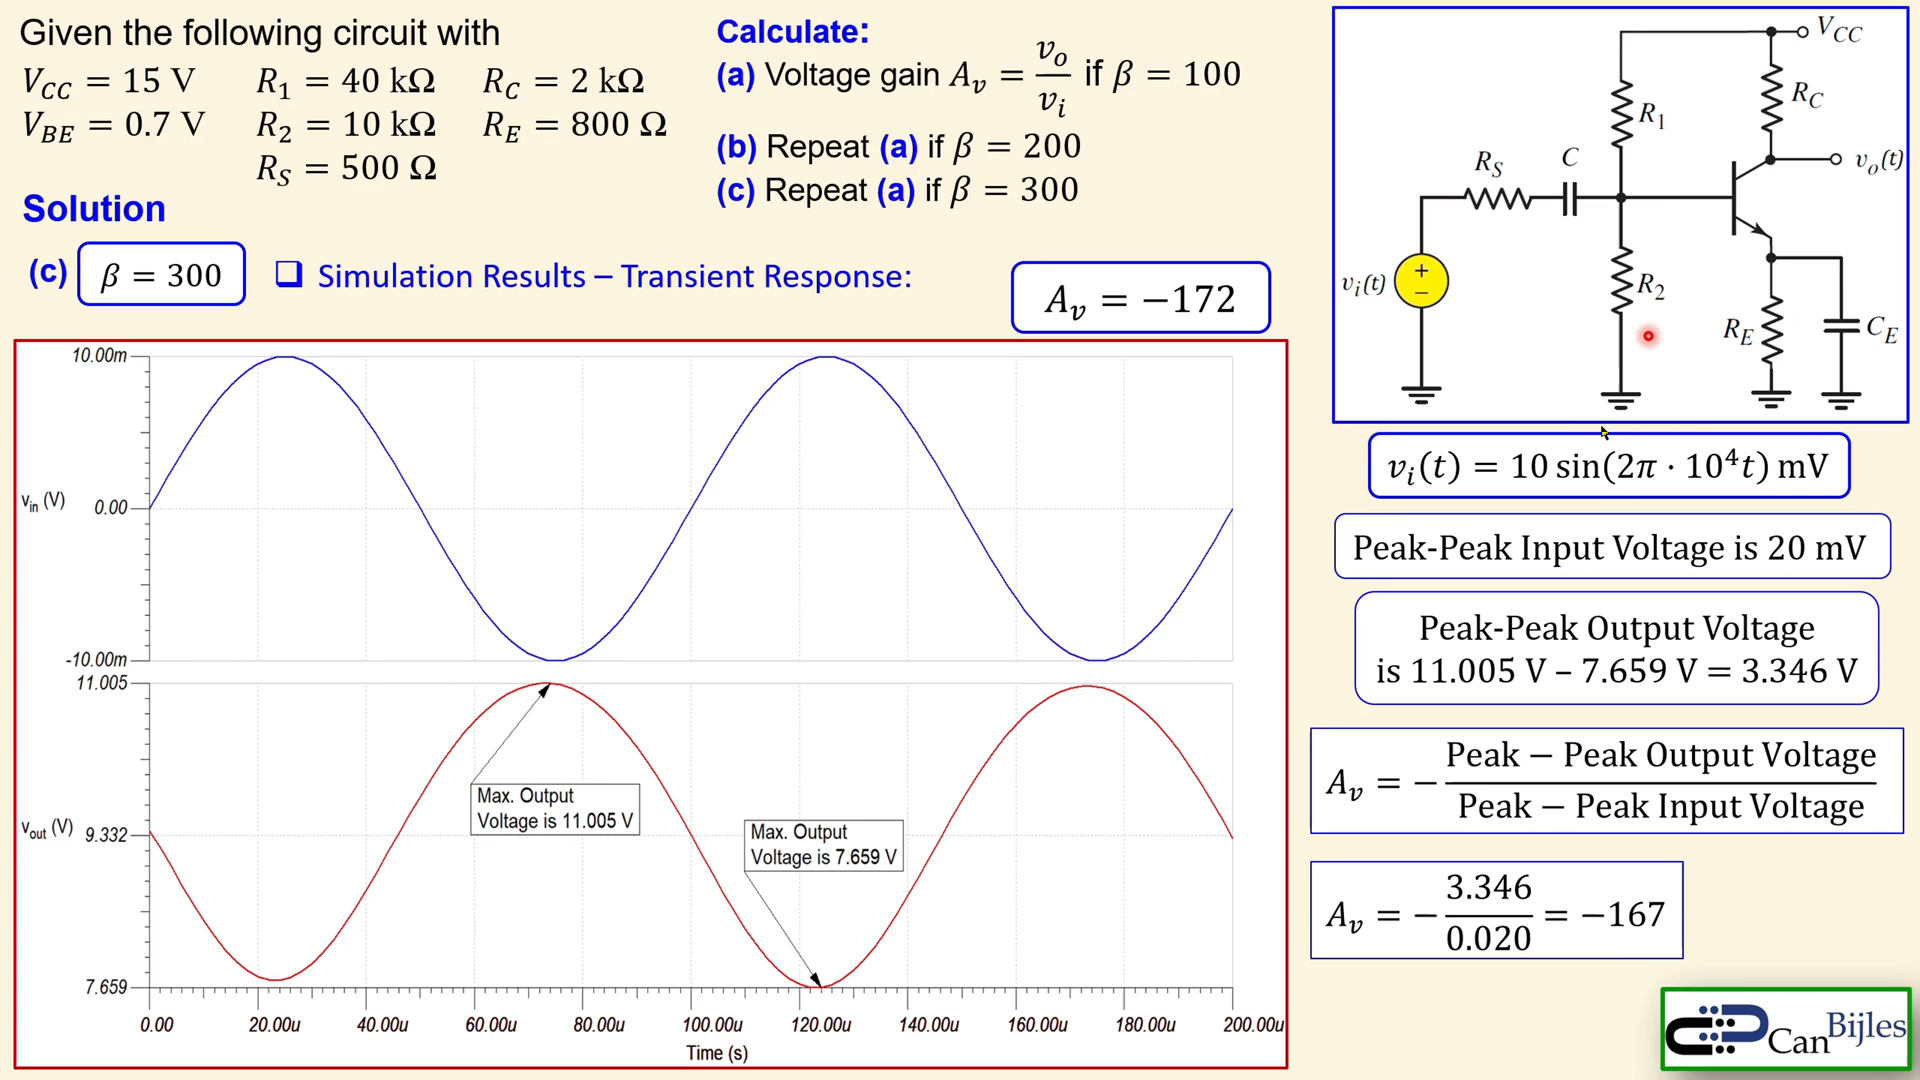 Given the following circuit with
V_CC = 15 V R_1 = 40 kΩ R_C = 2 kΩ
V_BE = 0.7 V R_2 = 10 kΩ R_E = 800 Ω
R_S = 500 Ω
Calculate:
(a) Voltage gain A_v = v_o/v_i if β = 100
(b) Repeat (a) if β = 200
(c) Repeat (a) if β = 300
Solution
(c) β = 300 ❑ Simulation Results – Transient Response:
A_v = −172
V_CC
R_C
R_1
v_o(t)
R_S
C
v_i(t)
+
−
R_2
R_E
C_E
v_i(t) = 10 sin(2π · 10⁴t) mV
Peak-Peak Input Voltage is 20 mV
Peak-Peak Output Voltage
is 11.005 V – 7.659 V = 3.346 V
A_v = − Peak − Peak Output Voltage / Peak − Peak Input Voltage
A_v = − 3.346 / 0.020 = −167
10.00m
v_in (V) 0.00
-10.00m
11.005
Max. Output
Voltage is 11.005 V
v_out (V) 9.332
Max. Output
Voltage is 7.659 V
7.659
0.00 20.00u 40.00u 60.00u 80.00u 100.00u 120.00u 140.00u 160.00u 180.00u 200.00u
Time (s)
CanBijles